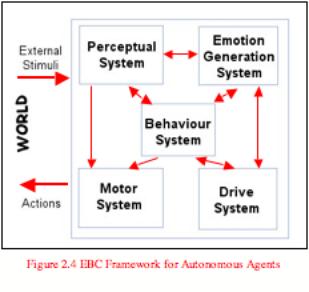 External
Stimuli
WORLD
Actions
Perceptual
System
Emotion
Generation
System
Behaviour
System
Motor
System
Drive
System
Figure 2.4 EBC Framework for Autonomous Agents